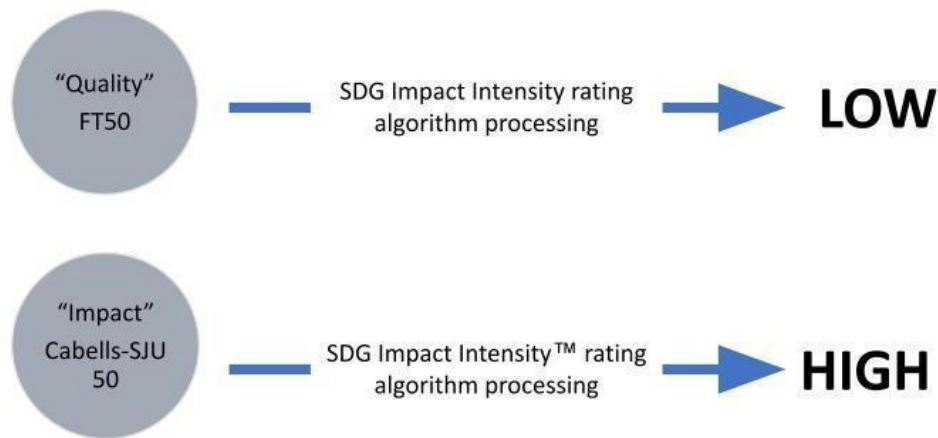 “Quality”
FT50
SDG Impact Intensity rating
algorithm processing
LOW
“Impact”
Cabells-SJU
50
SDG Impact Intensity™ rating
algorithm processing
HIGH